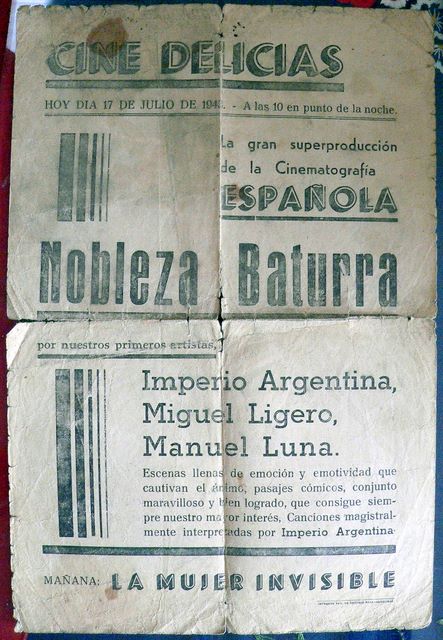 CINE DELICIAS
HOY DIA 17 DE JULIO DE 194 . - A las 10 en punto de la noche.
La gran superproducción
de la Cinematografía
ESPAÑOLA
Nobleza Baturra
por nuestros primeros artistas,
Imperio Argentina,
Miguel Ligero,
Manuel Luna.
Escenas llenas de emoción y emotividad que
cautivan el ánimo, pasajes cómicos, conjunto
maravilloso y bien logrado, que consigue siem-
pre nuestro mayor interés. Canciones magistral-
mente interpretadas por Imperio Argentina
MAÑANA: LA MUJER INVISIBLE